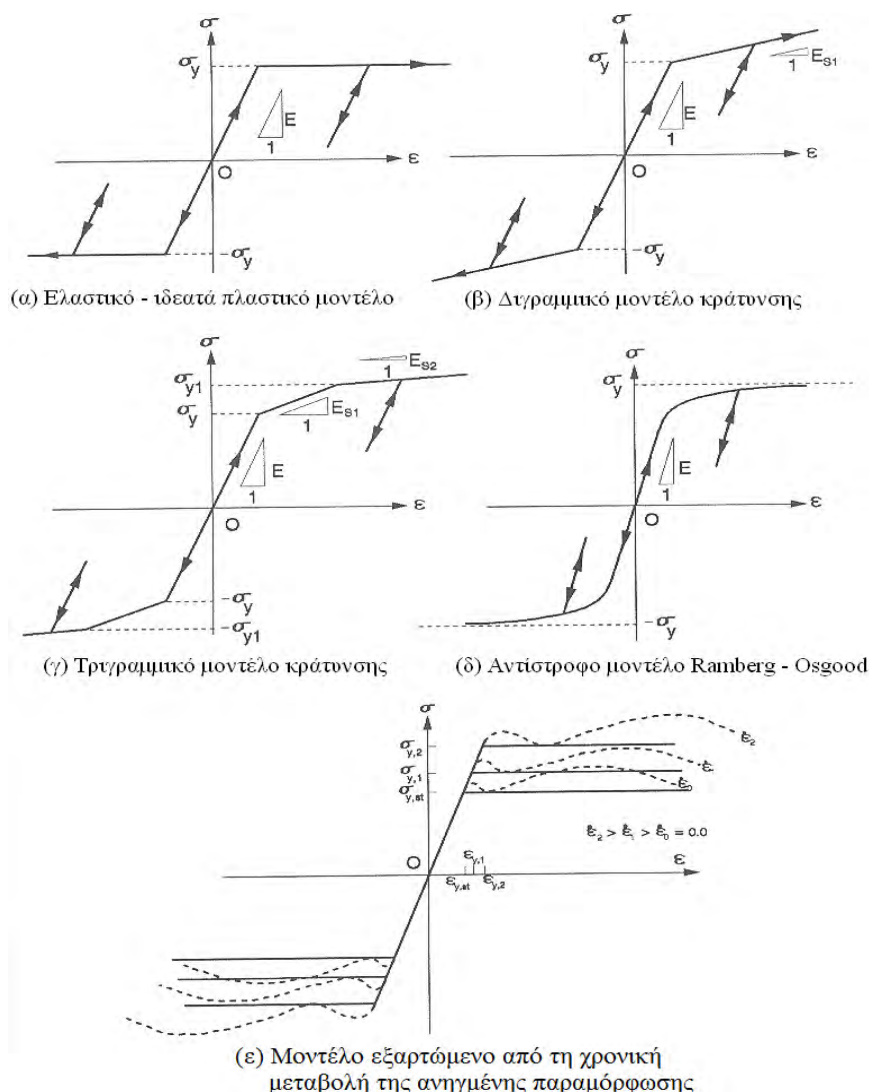 σ
σy
E
1
ES1
1
E
1
ε
O
ε
O
-σy
-σy
(α) Ελαστικό - ιδεατά πλαστικό μοντέλο
(β) Διγραμμικό μοντέλο κράτυνσης
σ
σ
σy1
ES2
1
σy
σy
ES1
1
E
1
E
1
ε
O
ε
O
-σy
-σy1
-σy
(γ) Τριγραμμικό μοντέλο κράτυνσης
(δ) Αντίστροφο μοντέλο Ramberg - Osgood
σ
σy,2
σy,1
σy,st
ε̇2
ε̇0
ε̇2 > ε̇1 > ε̇0 = 0.0
O
εy,1
ε
εy,st
εy,2
(ε) Μοντέλο εξαρτώμενο από τη χρονική
μεταβολή της ανηγμένης παραμόρφωσης